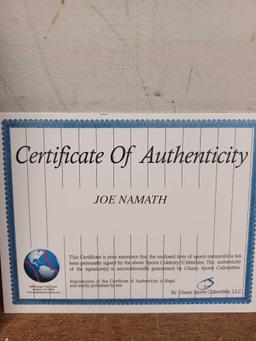 Certificate Of Authenticity
JOE NAMATH
This Certificate is your assurance that the enclosed item of sports memorabilia has
been personally signed by the above Sports Celebrity/Celebrities. The authenticity
of the signature(s) is unconditionally guaranteed by Classic Sports Collectibles.
Reproduction of this Certificate of Authenticity is illegal
and strictly prohibited by law.
By: Classic Sports Collectibles, LLC